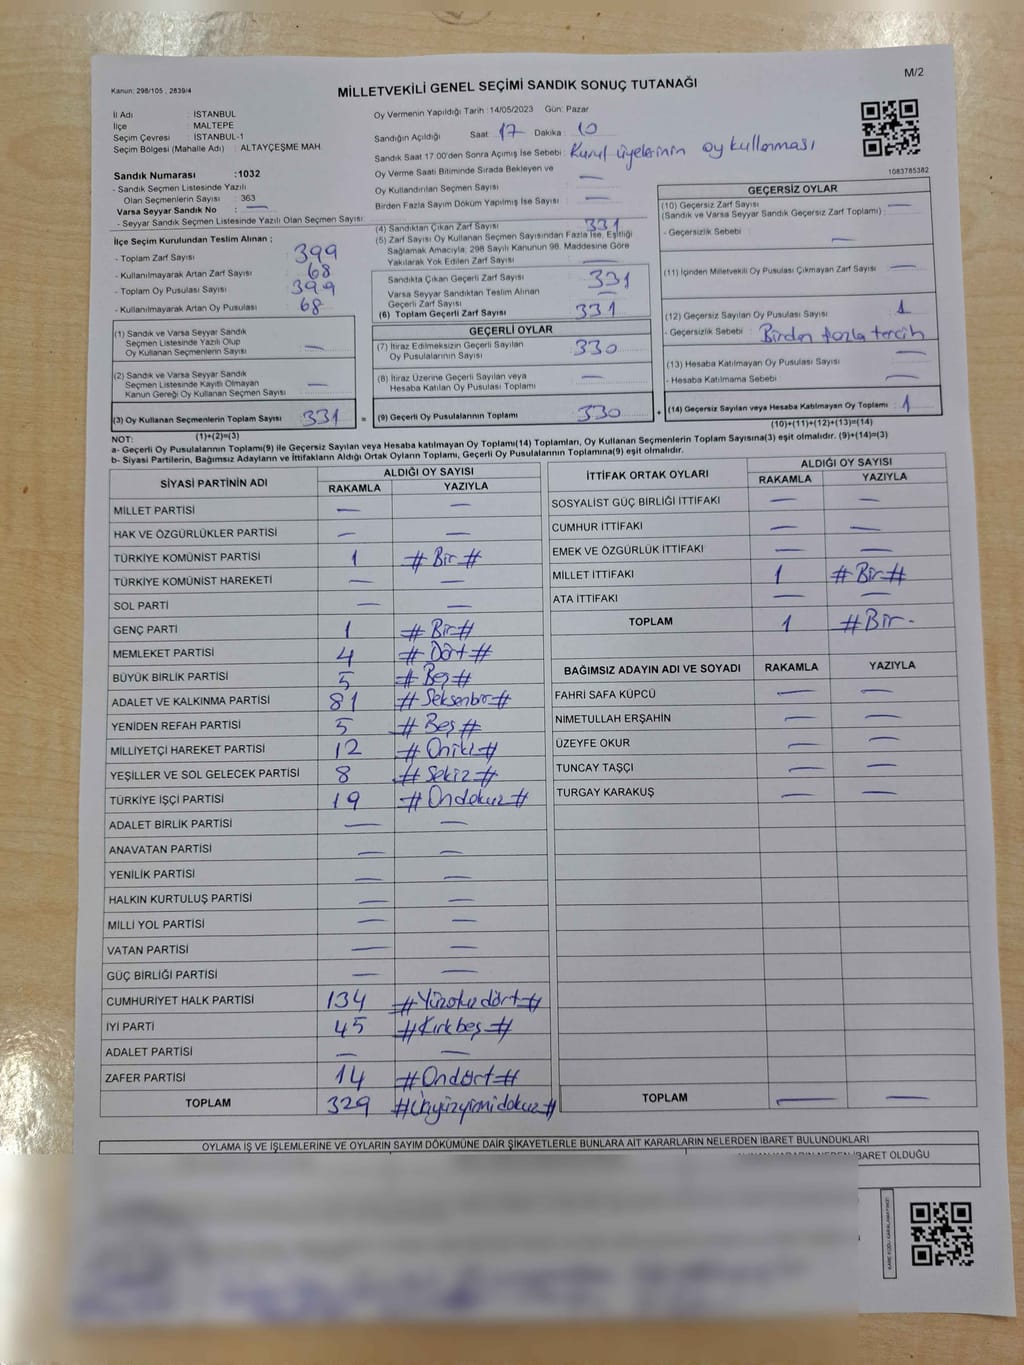 M/2
Kanun: 298/105 , 2839/4
MİLLETVEKİLİ GENEL SEÇİMİ SANDIK SONUÇ TUTANAĞI
İl Adı : İSTANBUL
İlçe : MALTEPE
Seçim Çevresi : İSTANBUL-1
Seçim Bölgesi (Mahalle Adı) : ALTAYÇEŞME MAH.
Oy Vermenin Yapıldığı Tarih :14/05/2023 Gün: Pazar
Sandığın Açıldığı Saat : 17 Dakika : 10
Sandık Saat 17:00'den Sonra Açımış İse Sebebi : Kurul üyelerinin oy kullanması
Oy Verme Saati Bitiminde Sırada Bekleyen ve
Oy Kullandırılan Seçmen Sayısı —
Birden Fazla Sayım Döküm Yapılmış İse Sayısı : —
1083785382
Sandık Numarası :1032
- Sandık Seçmen Listesinde Yazılı
Olan Seçmenlerin Sayısı : 363
Varsa Seyyar Sandık No : —
- Seyyar Sandık Seçmen Listesinde Yazılı Olan Seçmen Sayısı:
İlçe Seçim Kurulundan Teslim Alınan ;
- Toplam Zarf Sayısı : 399
- Kullanılmayarak Artan Zarf Sayısı : 68
- Toplam Oy Pusulası Sayısı : 399
- Kullanılmayarak Artan Oy Pusulası : 68
(4) Sandıktan Çıkan Zarf Sayısı : 331
(5) Zarf Sayısı Oy Kullanan Seçmen Sayısından Fazla İse, Eşitliği
Sağlamak Amacıyla; 298 Sayılı Kanunun 98. Maddesine Göre
Yakılarak Yok Edilen Zarf Sayısı : —
Sandıkta Çıkan Geçerli Zarf Sayısı : 331
Varsa Seyyar Sandıktan Teslim Alınan
Geçerli Zarf Sayısı : —
(6) Toplam Geçerli Zarf Sayısı : 331
GEÇERSİZ OYLAR
(10) Geçersiz Zarf Sayısı : —
(Sandık ve Varsa Seyyar Sandık Geçersiz Zarf Toplamı)
- Geçersizlik Sebebi : —
(11) İçinden Milletvekili Oy Pusulası Çıkmayan Zarf Sayısı : —
(12) Geçersiz Sayılan Oy Pusulası Sayısı : 1
- Geçersizlik Sebebi : Birden fazla tercih
(13) Hesaba Katılmayan Oy Pusulası Sayısı : —
- Hesaba Katılmama Sebebi : —
(14) Geçersiz Sayılan veya Hesaba Katılmayan Oy Toplamı : 1
(10)+(11)+(12)+(13)=(14)
(1) Sandık ve Varsa Seyyar Sandık
Seçmen Listesinde Yazılı Olup
Oy Kullanan Seçmenlerin Sayısı : —
(2) Sandık ve Varsa Seyyar Sandık
Seçmen Listesinde Kayıtlı Olmayan
Kanun Gereği Oy Kullanan Seçmen Sayısı : —
(3) Oy Kullanan Seçmenlerin Toplam Sayısı : 331 =
(1)+(2)=(3)
GEÇERLİ OYLAR
(7) İtiraz Edilmeksizin Geçerli Sayılan
Oy Pusulalarının Sayısı : 330
(8) İtiraz Üzerine Geçerli Sayılan veya
Hesaba Katılan Oy Pusulası Toplamı : —
(9) Geçerli Oy Pusulalarının Toplamı : 330 +
NOT:
a- Geçerli Oy Pusulalarının Toplamı(9) ile Geçersiz Sayılan veya Hesaba katılmayan Oy Toplamı(14) Toplamları, Oy Kullanan Seçmenlerin Toplam Sayısına(3) eşit olmalıdır. (9)+(14)=(3)
b- Siyasi Partilerin, Bağımsız Adayların ve İttifakların Aldığı Ortak Oyların Toplamı, Geçerli Oy Pusulalarının Toplamına(9) eşit olmalıdır.
SİYASİ PARTİNİN ADI ALDIĞI OY SAYISI
RAKAMLA YAZIYLA
MİLLET PARTİSİ — —
HAK VE ÖZGÜRLÜKLER PARTİSİ — —
TÜRKİYE KOMÜNİST PARTİSİ 1 #Bir#
TÜRKİYE KOMÜNİST HAREKETİ — —
SOL PARTİ — —
GENÇ PARTİ 1 #Bir#
MEMLEKET PARTİSİ 4 #Dört#
BÜYÜK BİRLİK PARTİSİ 5 #Beş#
ADALET VE KALKINMA PARTİSİ 81 #Seksenbir#
YENİDEN REFAH PARTİSİ 5 #Beş#
MİLLİYETÇİ HAREKET PARTİSİ 12 #Oniki#
YEŞİLLER VE SOL GELECEK PARTİSİ 8 #Sekiz#
TÜRKİYE İŞÇİ PARTİSİ 19 #Ondokuz#
ADALET BİRLİK PARTİSİ — —
ANAVATAN PARTİSİ — —
YENİLİK PARTİSİ — —
HALKIN KURTULUŞ PARTİSİ — —
MİLLİ YOL PARTİSİ — —
VATAN PARTİSİ — —
GÜÇ BİRLİĞİ PARTİSİ — —
CUMHURİYET HALK PARTİSİ 134 #Yüzotuzdört#
İYİ PARTİ 45 #Kırkbeş#
ADALET PARTİSİ — —
ZAFER PARTİSİ 14 #Ondört#
TOPLAM 329 #Üçyüzyirmidokuz#
İTTİFAK ORTAK OYLARI ALDIĞI OY SAYISI
RAKAMLA YAZIYLA
SOSYALİST GÜÇ BİRLİĞİ İTTİFAKI — —
CUMHUR İTTİFAKI — —
EMEK VE ÖZGÜRLÜK İTTİFAKI — —
MİLLET İTTİFAKI 1 #Bir#
ATA İTTİFAKI — —
TOPLAM 1 #Bir-
BAĞIMSIZ ADAYIN ADI VE SOYADI RAKAMLA YAZIYLA
FAHRİ SAFA KÜPCÜ — —
NİMETULLAH ERŞAHİN — —
ÜZEYFE OKUR — —
TUNCAY TAŞÇI — —
TURGAY KARAKUŞ — —
TOPLAM — —
OYLAMA İŞ VE İŞLEMLERİNE VE OYLARIN SAYIM DÖKÜMÜNE DAİR ŞİKAYETLERLE BUNLARA AİT KARARLARIN NELERDEN İBARET BULUNDUKLARI
İBARET OLDUĞU